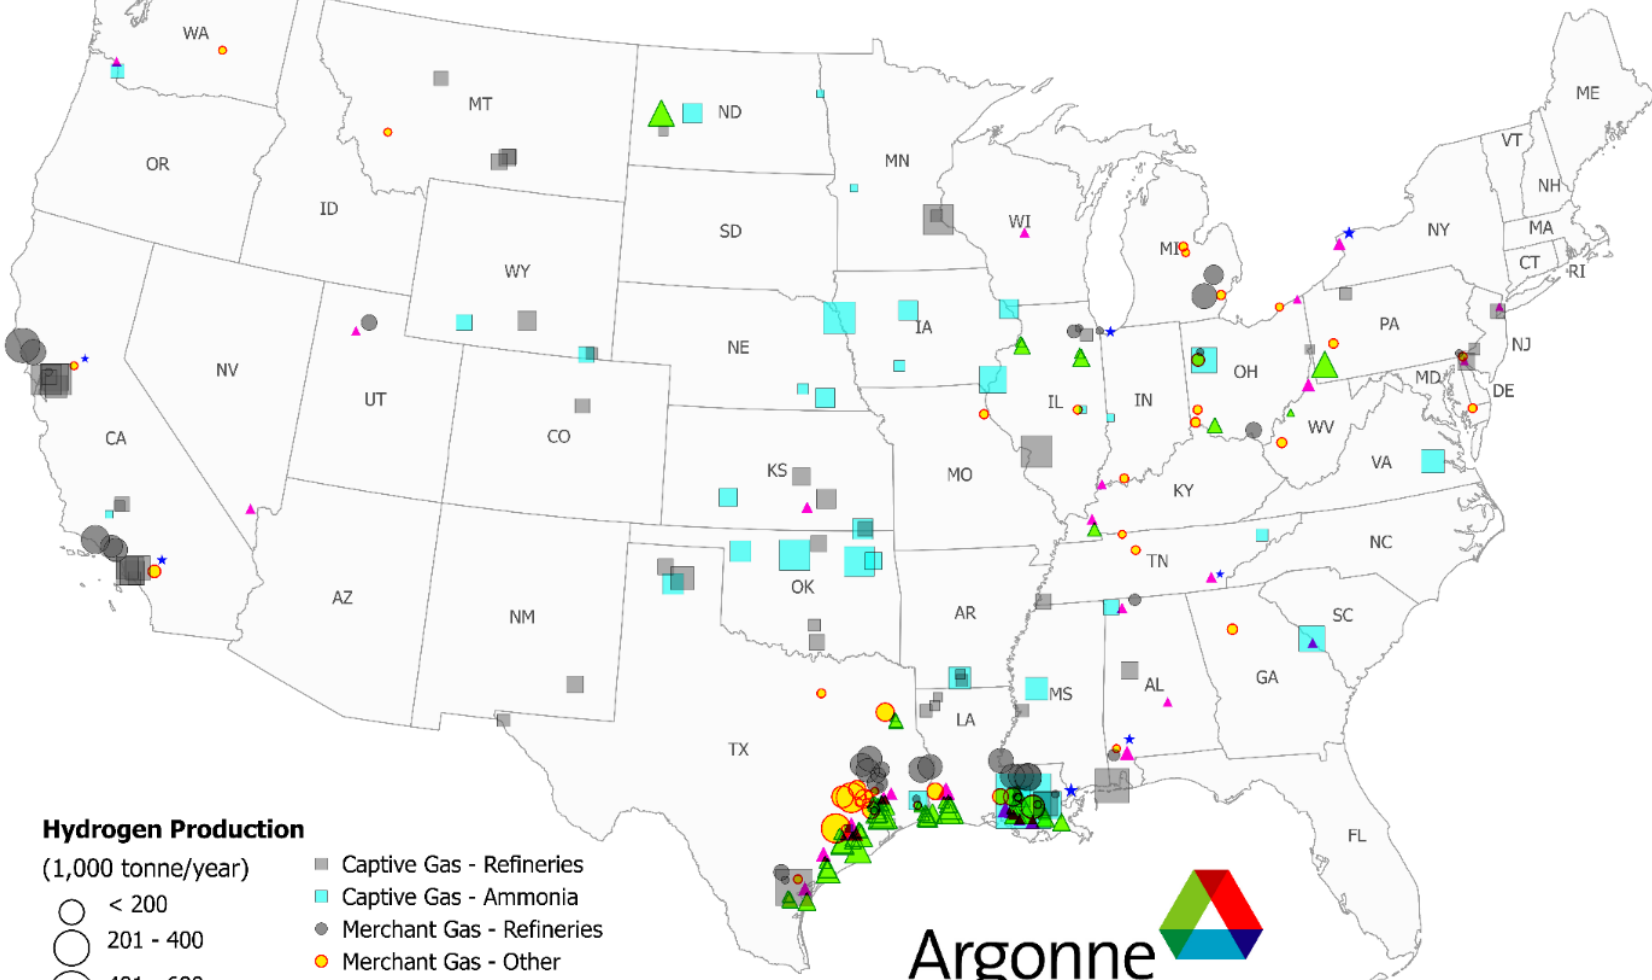 WA
ME
MT
ND
VT
OR
MN
NH
ID
WI
NY
MA
SD
MI
CT
RI
WY
IA
PA
NE
NJ
NV
OH
MD
DE
UT
IL
IN
CA
CO
WV
KS
VA
MO
KY
NC
TN
OK
AZ
AR
SC
NM
GA
AL
MS
LA
TX
FL
Hydrogen Production
(1,000 tonne/year)
< 200
201 - 400
Captive Gas - Refineries
Captive Gas - Ammonia
Merchant Gas - Refineries
Merchant Gas - Other
Argonne